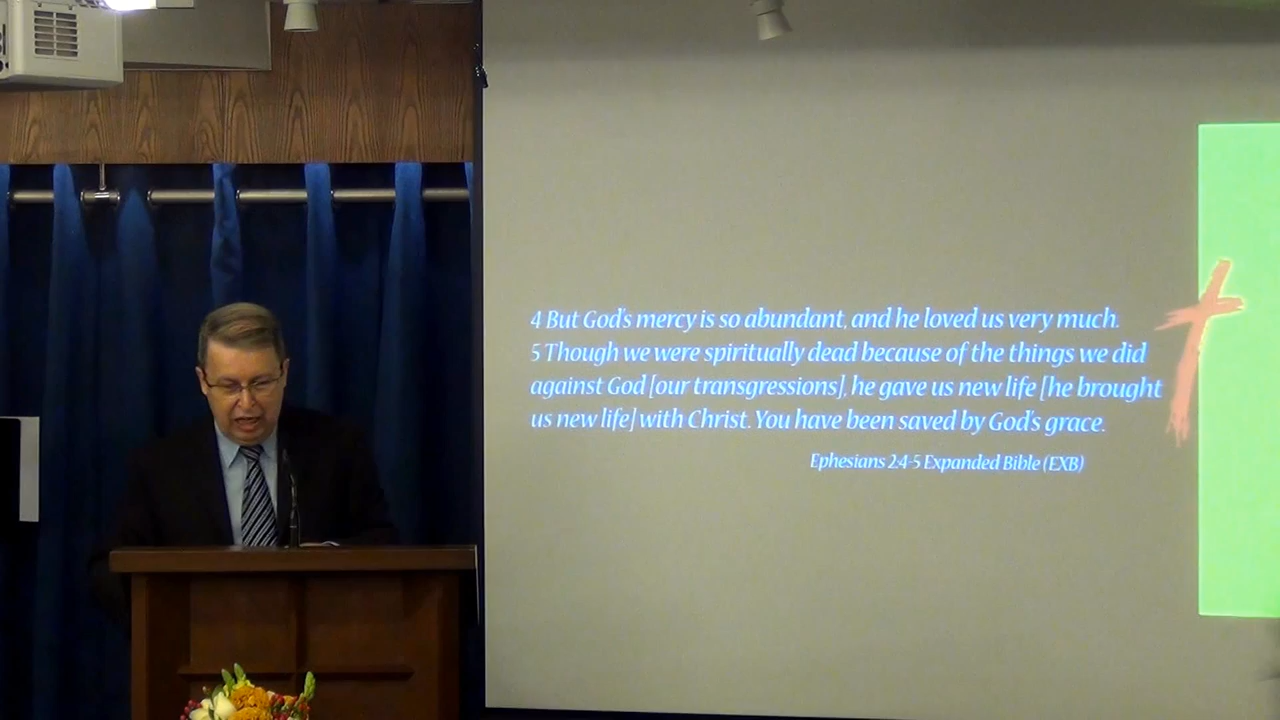 4 But God's mercy is so abundant, and he loved us very much.
5 Though we were spiritually dead because of the things we did
against God [our transgressions], he gave us new life [he brought
us new life] with Christ. You have been saved by God's grace.
Ephesians 2:4-5 Expanded Bible (EXB)